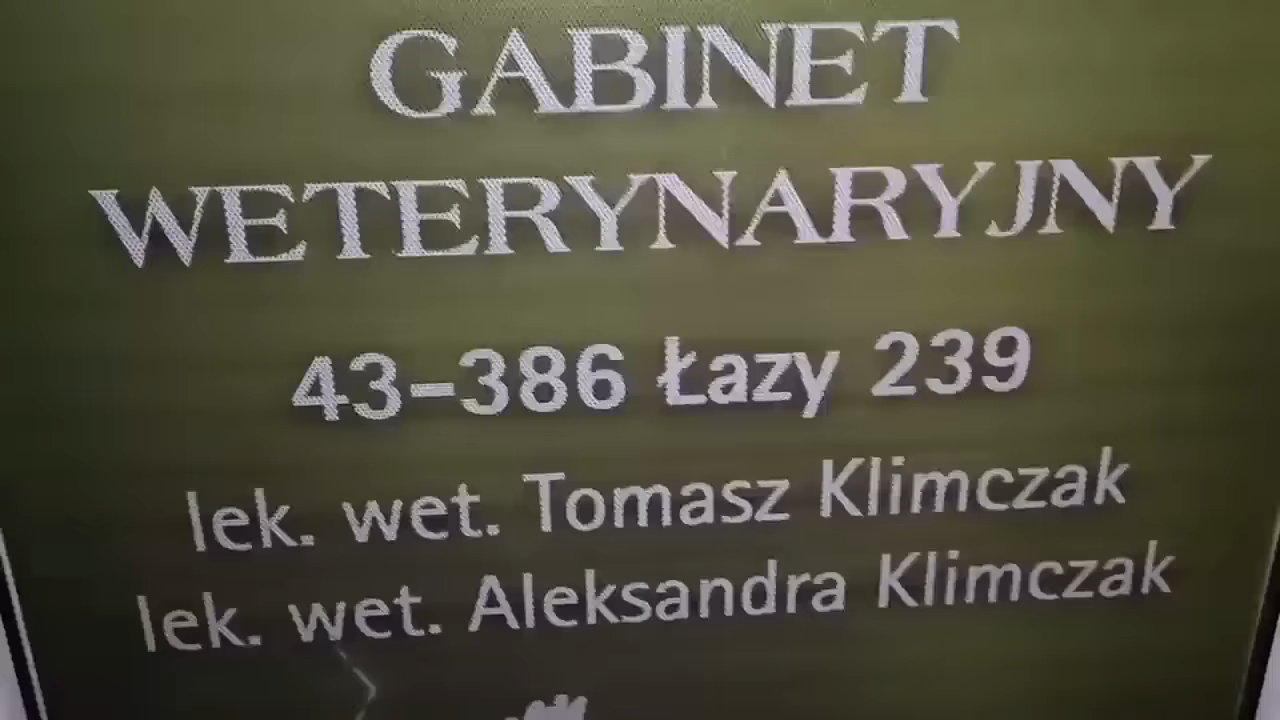 GABINET
WETERYNARYJNY
43-386 Łazy 239
lek. wet. Tomasz Klimczak
lek. wet. Aleksandra Klimczak